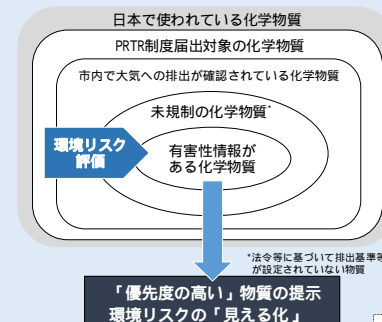 日本で使われている化学物質
PRTR制度届出対象の化学物質
市内で大気への排出が確認されている化学物質
未規制の化学物質*
環境リスク
評価
有害性情報が
ある化学物質
*法令等に基づいて排出基準等
が設定されていない物質
「優先度の高い」物質の提示
環境リスクの「見える化」